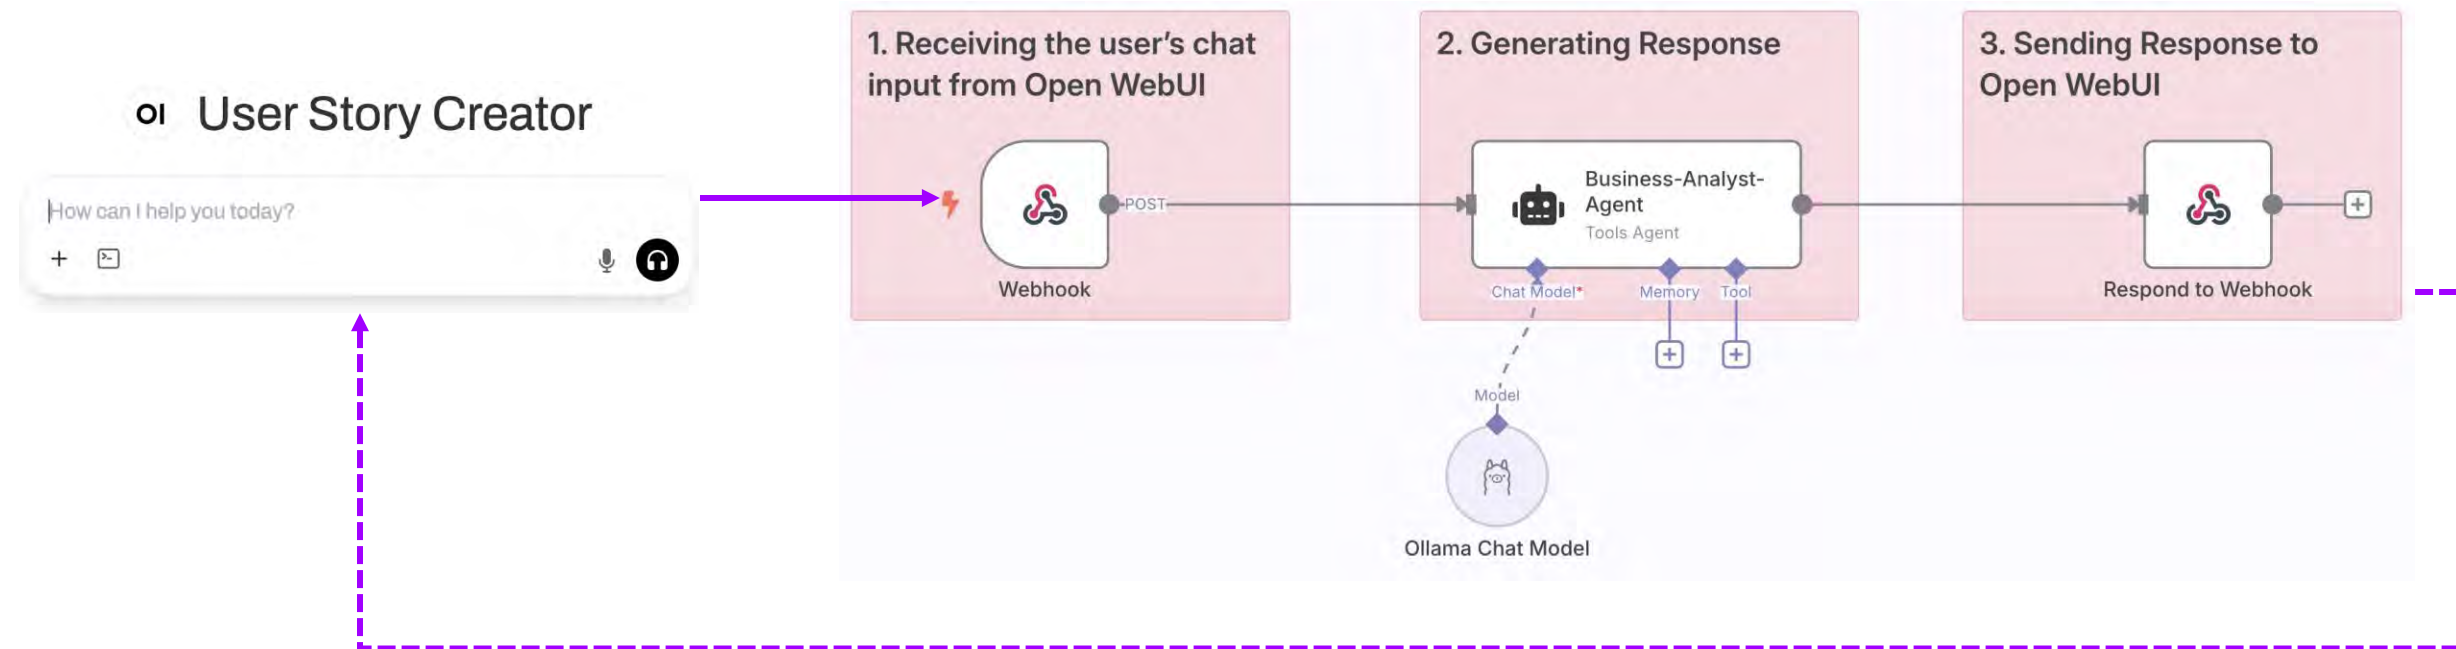 OI User Story Creator
How can I help you today?
1. Receiving the user's chat
input from Open WebUI
POST
Webhook
2. Generating Response
Business-Analyst-
Agent
Tools Agent
Chat Model*
Memory
Tool
Model
Ollama Chat Model
3. Sending Response to
Open WebUI
Respond to Webhook